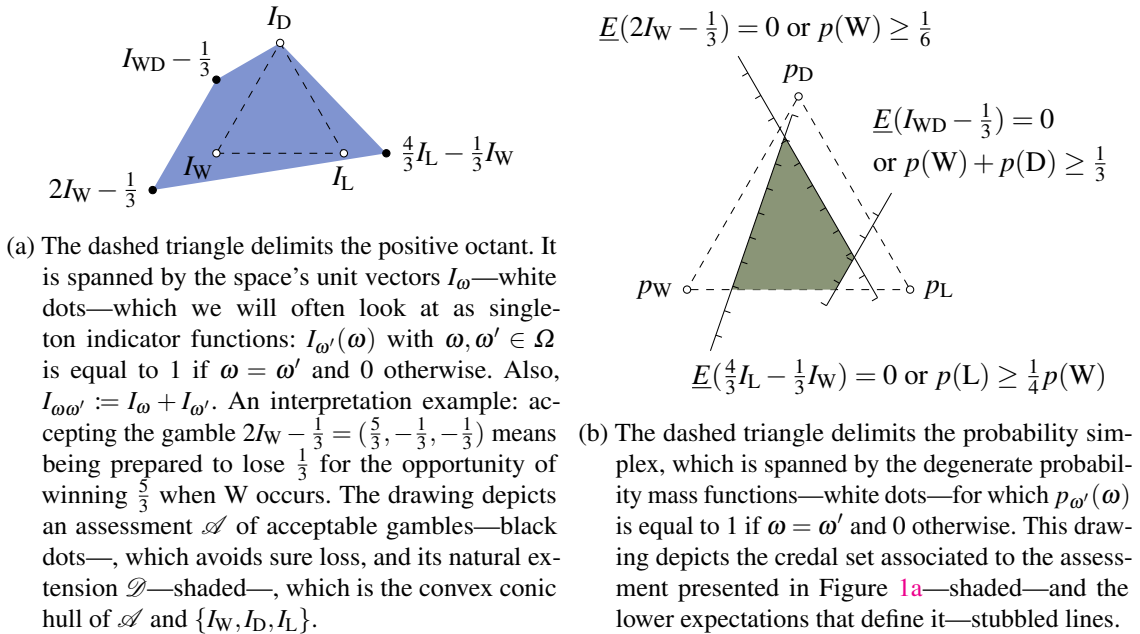 I_D
I_WD − 1/3
I_W
I_L
4/3 I_L − 1/3 I_W
2I_W − 1/3
(a) The dashed triangle delimits the positive octant. It
is spanned by the space's unit vectors I_ω—white
dots—which we will often look at as single-
ton indicator functions: I_ω′(ω) with ω, ω′ ∈ Ω
is equal to 1 if ω = ω′ and 0 otherwise. Also,
I_ωω′ := I_ω + I_ω′. An interpretation example: ac-
cepting the gamble 2I_W − 1/3 = (5/3, −1/3, −1/3) means
being prepared to lose 1/3 for the opportunity of
winning 5/3 when W occurs. The drawing depicts
an assessment 𝒜 of acceptable gambles—black
dots—, which avoids sure loss, and its natural ex-
tension 𝒟—shaded—, which is the convex conic
hull of 𝒜 and {I_W, I_D, I_L}.
E̲(2I_W − 1/3) = 0 or p(W) ≥ 1/6
p_D
E̲(I_WD − 1/3) = 0
or p(W) + p(D) ≥ 1/3
p_W
p_L
E̲(4/3 I_L − 1/3 I_W) = 0 or p(L) ≥ 1/4 p(W)
(b) The dashed triangle delimits the probability sim-
plex, which is spanned by the degenerate probabil-
ity mass functions—white dots—for which p_ω′(ω)
is equal to 1 if ω = ω′ and 0 otherwise. This draw-
ing depicts the credal set associated to the assess-
ment presented in Figure 1a—shaded—and the
lower expectations that define it—stubbled lines.